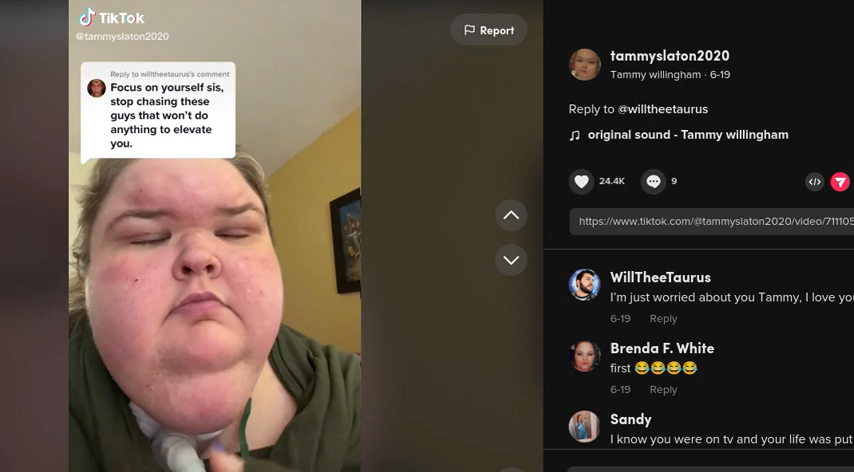 TikTok
@tammyslaton2020
Reply to willtheetaurus's comment
Focus on yourself sis,
stop chasing these
guys that won't do
anything to elevate
you.
Report
tammyslaton2020
Tammy willingham · 6-19
Reply to @willtheetaurus
original sound - Tammy willingham
24.4K
9
https://www.tiktok.com/@tammyslaton2020/video/71110
WillTheeTaurus
I'm just worried about you Tammy, I love
6-19 Reply
Brenda F. White
first 😂😂😂😂
6-19 Reply
Sandy
I know you were on tv and your life was put